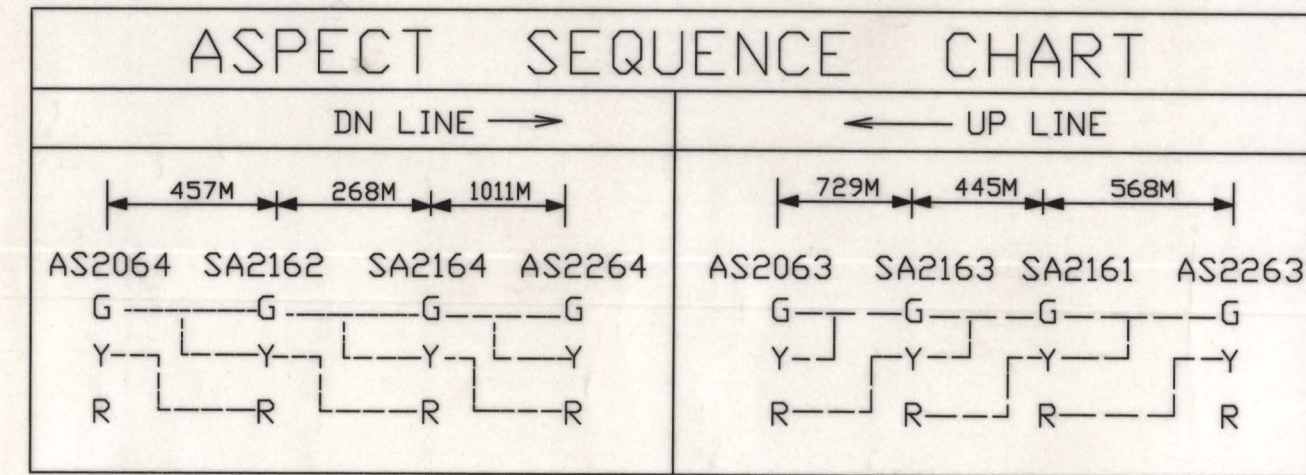 ASPECT SEQUENCE CHART
DN LINE
UP LINE
457M 268M 1011M
729M 445M 568M
AS2064 SA2162 SA2164 AS2264
AS2063 SA2163 SA2161 AS2263
G G G G
G G G G
Y Y Y Y
Y Y Y Y
R R R R
R R R R